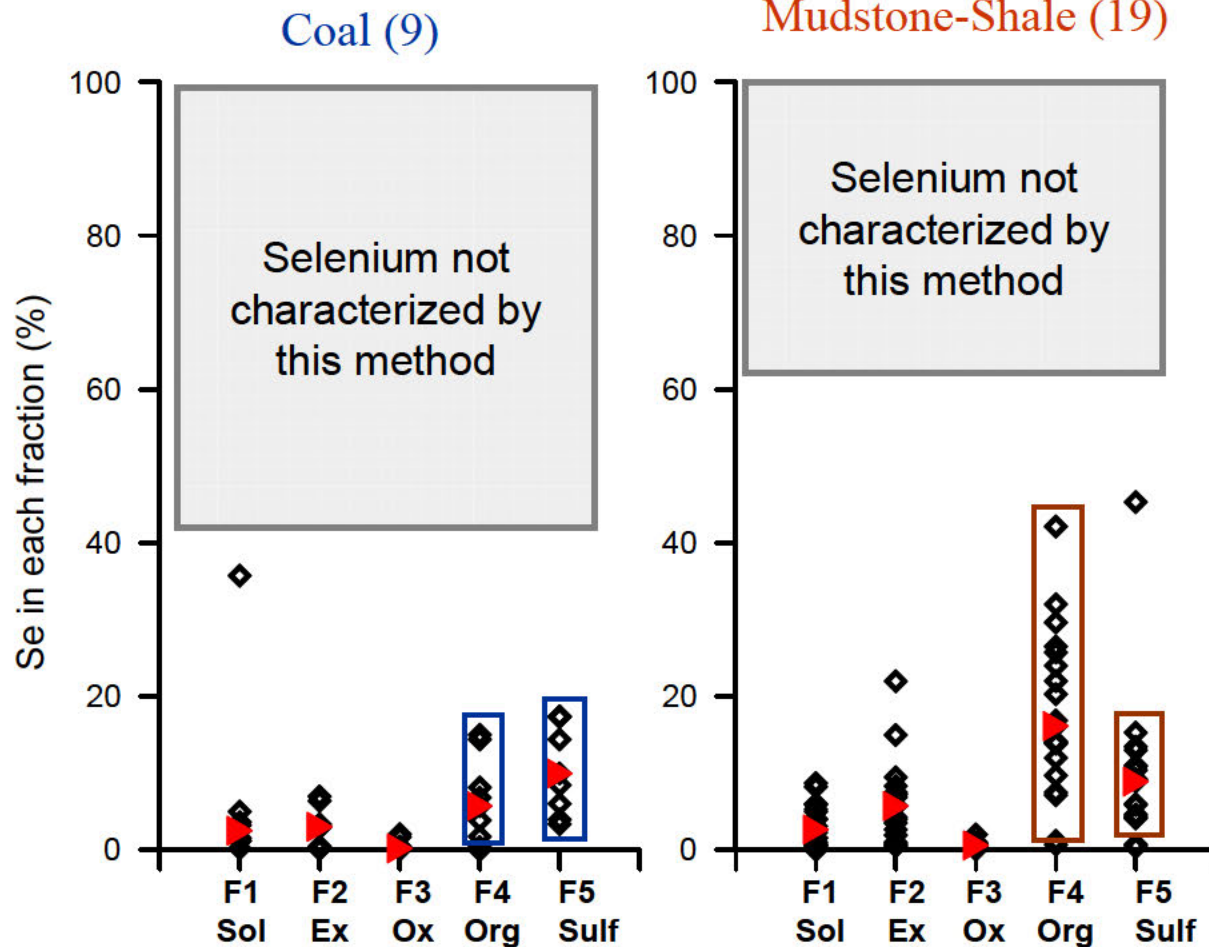 Coal (9)
Mudstone-Shale (19)
Se in each fraction (%)
100
80
60
40
20
0
Selenium not
characterized by
this method
F1
Sol
F2
Ex
F3
Ox
F4
Org
F5
Sulf
100
80
60
40
20
0
Selenium not
characterized by
this method
F1
Sol
F2
Ex
F3
Ox
F4
Org
F5
Sulf